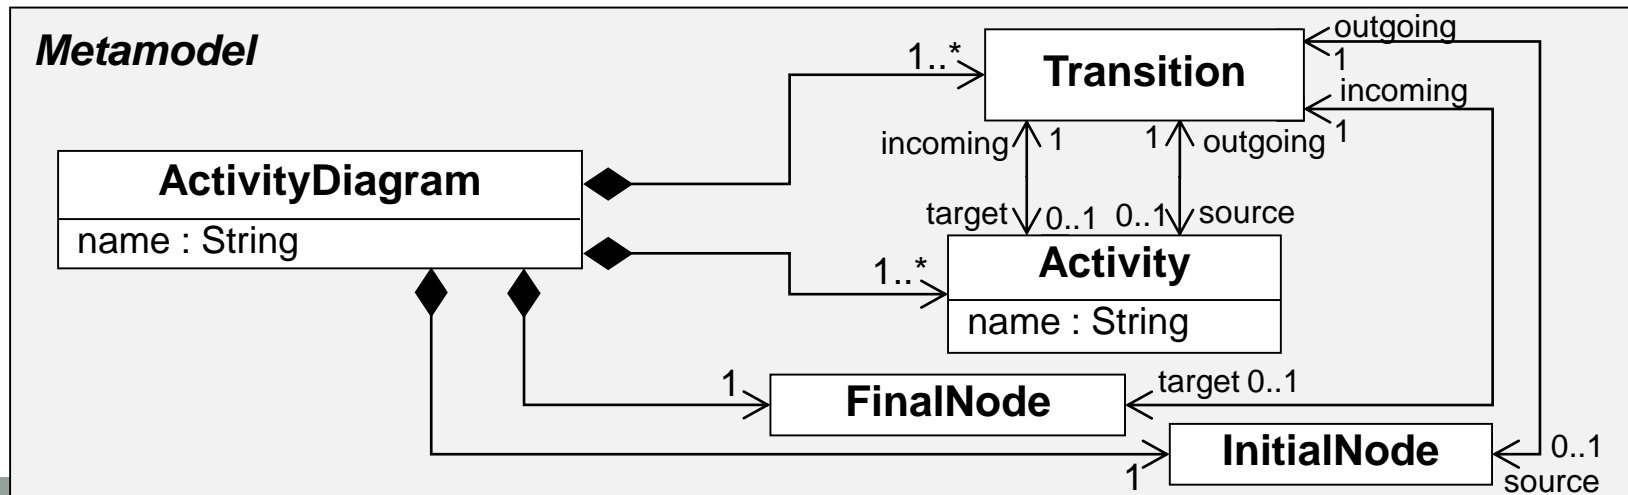 Metamodel
ActivityDiagram
name : String
1..*
Transition
outgoing
1
incoming
1
incoming
1
1
outgoing
target
0..1
0..1
source
1..*
Activity
name : String
1
FinalNode
target 0..1
1
InitialNode
0..1
source